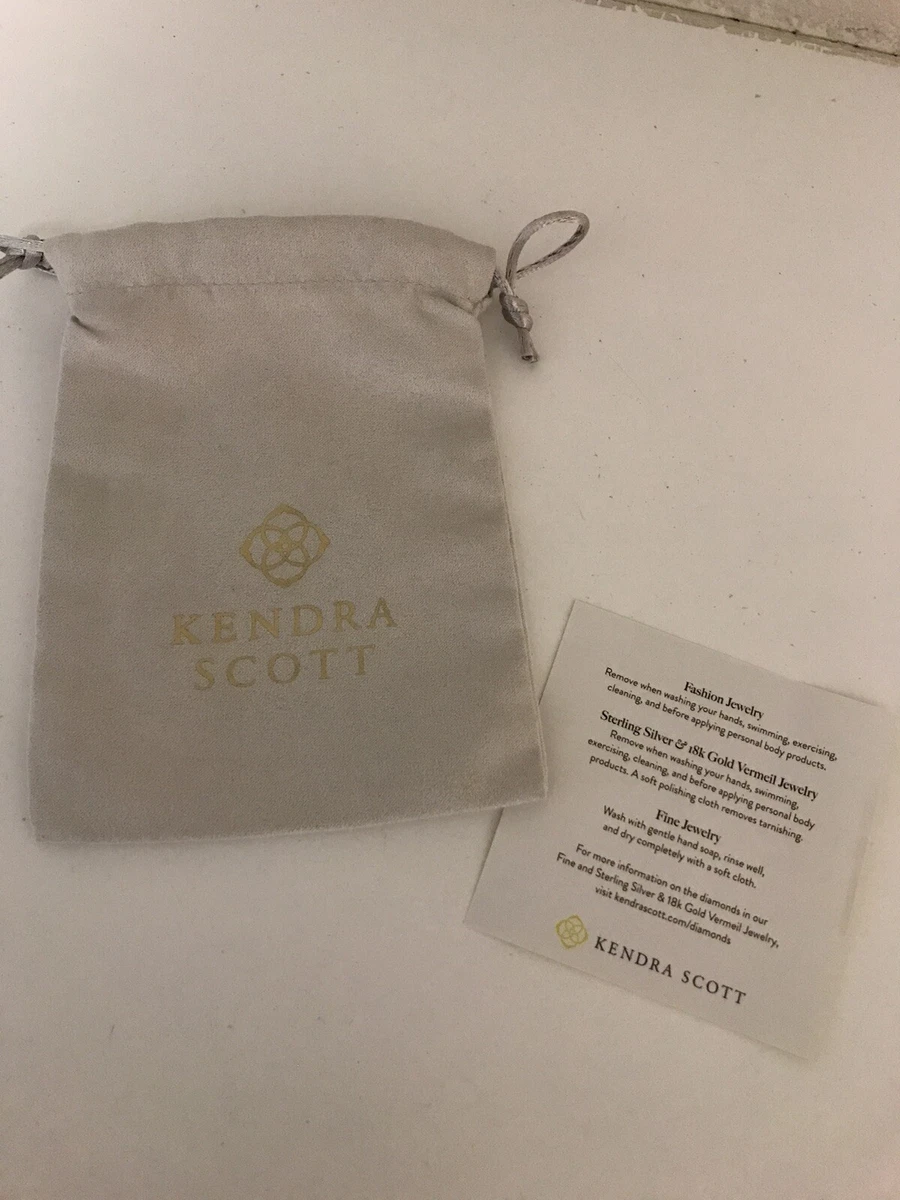 KENDRA
SCOTT
Fashion Jewelry
Remove when washing your hands, swimming, exercising,
cleaning, and before applying personal body products.
Sterling Silver & 18k Gold Vermeil Jewelry
Remove when washing your hands, swimming,
exercising, cleaning, and before applying personal body
products. A soft polishing cloth removes tarnishing.
Fine Jewelry
Wash with gentle hand soap, rinse well,
and dry completely with a soft cloth.
For more information on the diamonds in our
Fine and Sterling Silver & 18k Gold Vermeil Jewelry,
visit kendrascott.com/diamonds
KENDRA SCOTT